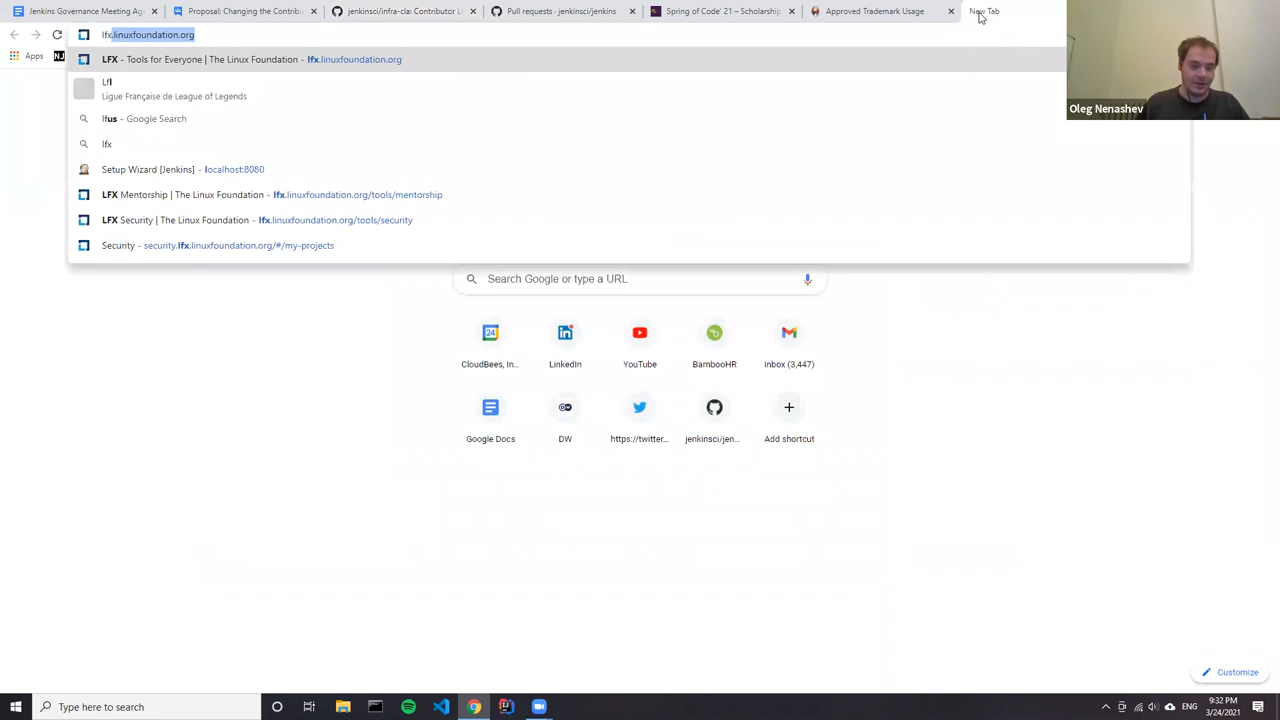 Jenkins Governance Meeting Ag
Proposal: Changing the Contribu
jenkinsci/infra-cla: Contributor L
Pull requests · jenkinsci/jenkins
Spring of Code' 21 – Scholarship
Approved Trademark Usage
New Tab
lfx.linuxfoundation.org
Apps
NJ
LFX - Tools for Everyone | The Linux Foundation - lfx.linuxfoundation.org
Lfl
Ligue Française de League of Legends
lfus - Google Search
lfx
Setup Wizard [Jenkins] - localhost:8080
LFX Mentorship | The Linux Foundation - lfx.linuxfoundation.org/tools/mentorship
LFX Security | The Linux Foundation - lfx.linuxfoundation.org/tools/security
Security - security.lfx.linuxfoundation.org/#/my-projects
Oleg Nenashev
Search Google or type a URL
24
CloudBees, In...
LinkedIn
YouTube
BambooHR
Inbox (3,447)
Google Docs
DW
https://twitter...
jenkinsci/jen...
Add shortcut
Customize
Type here to search
ENG
9:32 PM
3/24/2021